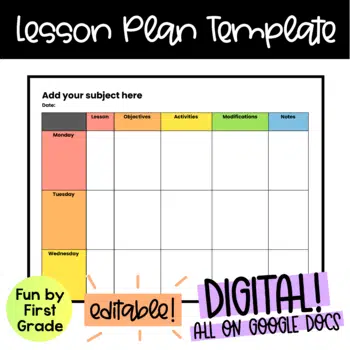 Lesson Plan Template
Add your subject here
Date:
Lesson Objectives Activities Modifications Notes
Monday
Tuesday
Wednesday
Fun by
First
Grade
editable!
DIGITAL!
ALL ON GOOGLE DOCS